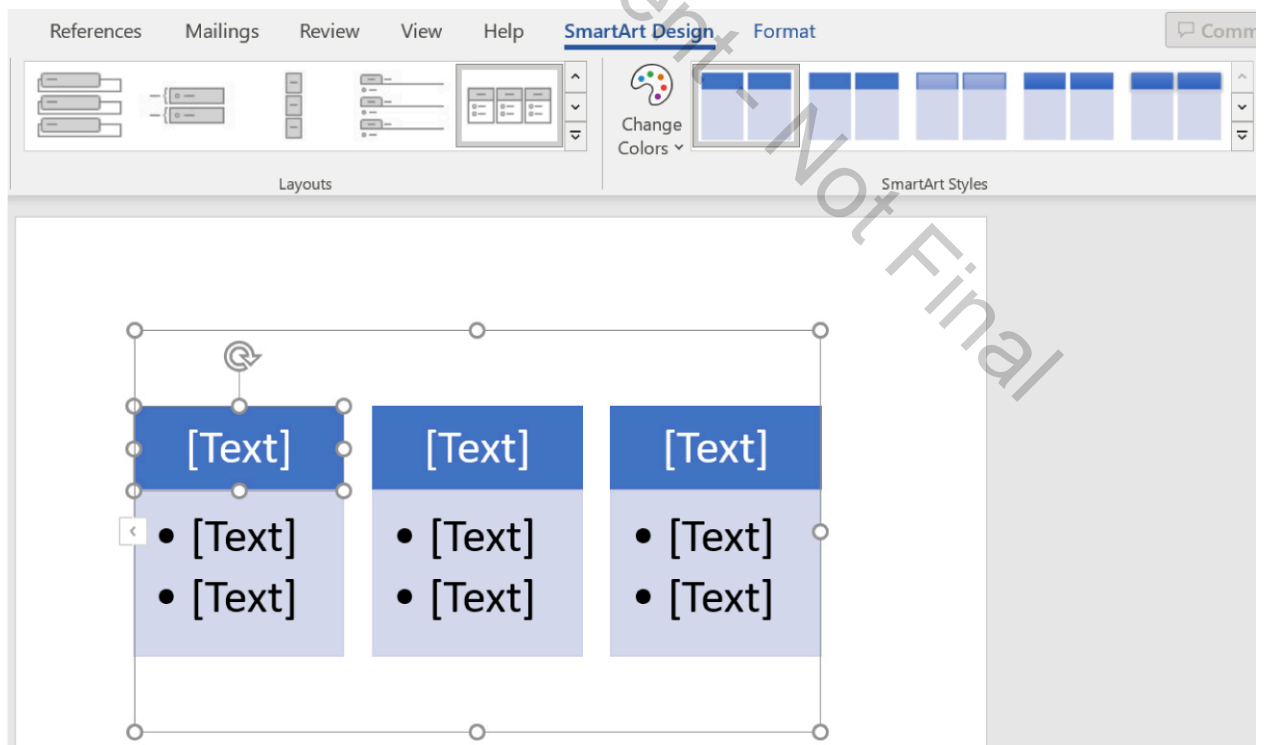 References Mailings Review View Help SmartArt Design Format Comm
Change
Colors
Layouts SmartArt Styles
[Text] [Text] [Text]
• [Text] • [Text] • [Text]
• [Text] • [Text] • [Text]
ent - Not Final